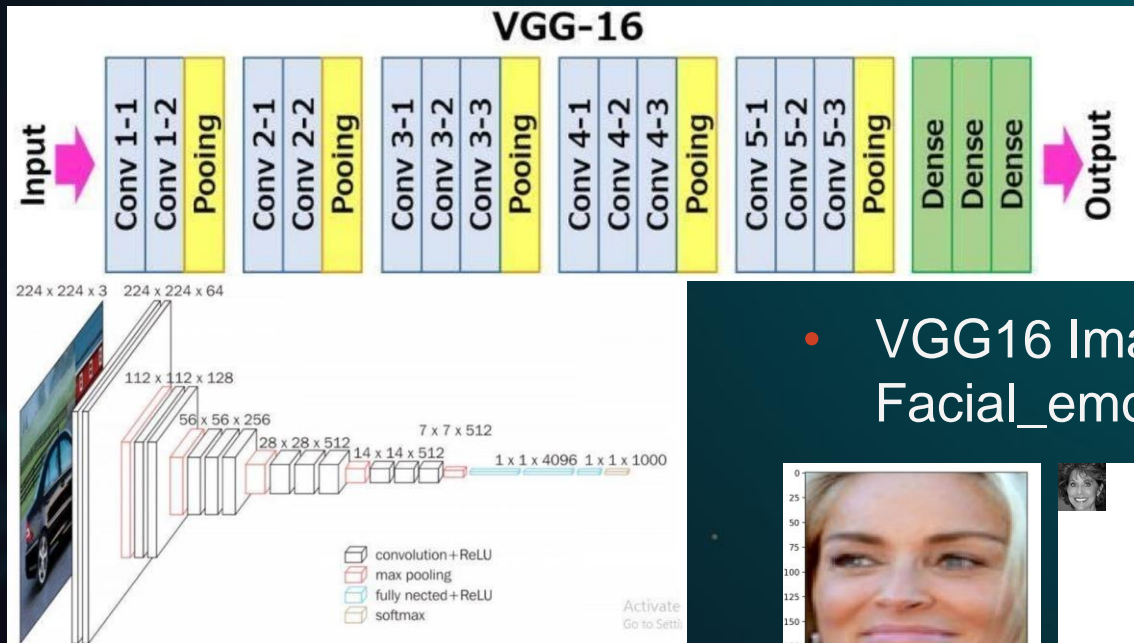 VGG-16
Input
Conv 1-1
Conv 1-2
Pooing
Conv 2-1
Conv 2-2
Pooing
Conv 3-1
Conv 3-2
Conv 3-3
Pooing
Conv 4-1
Conv 4-2
Conv 4-3
Pooing
Conv 5-1
Conv 5-2
Conv 5-3
Pooing
Dense
Dense
Dense
Output
224 x 224 x 3 224 x 224 x 64
112 x 112 x 128
56 x 56 x 256
28 x 28 x 512
14 x 14 x 512
7 x 7 x 512
1 x 1 x 4096 1 x 1 x 1000
convolution+ReLU
max pooling
fully nected+ReLU
softmax
Activate
Go to Setti
• VGG16 Ima
Facial_emo
0
25
50
75
100
125
150